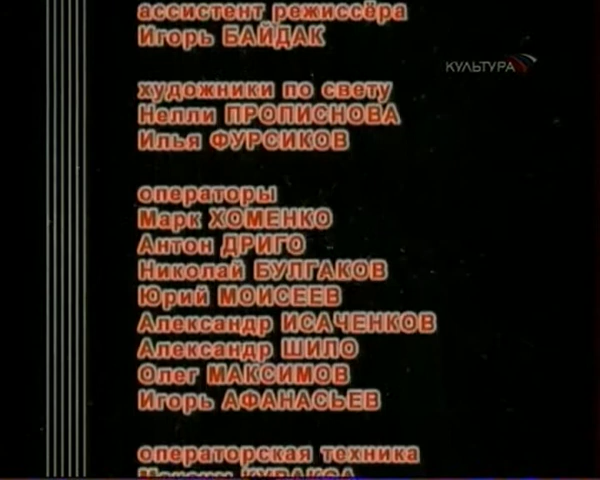 ассистент режиссёра
Игорь БАЙДАК
КУЛЬТУРА
художники по свету
Нелли ПРОПИСНОВА
Илья ФУРСИКОВ
операторы
Марк ХОМЕНКО
Антон ДРИГО
Николай БУЛГАКОВ
Юрий МОИСЕЕВ
Александр ИСАЧЕНКОВ
Александр ШИЛО
Олег МАКСИМОВ
Игорь АФАНАСЬЕВ
операторская техника